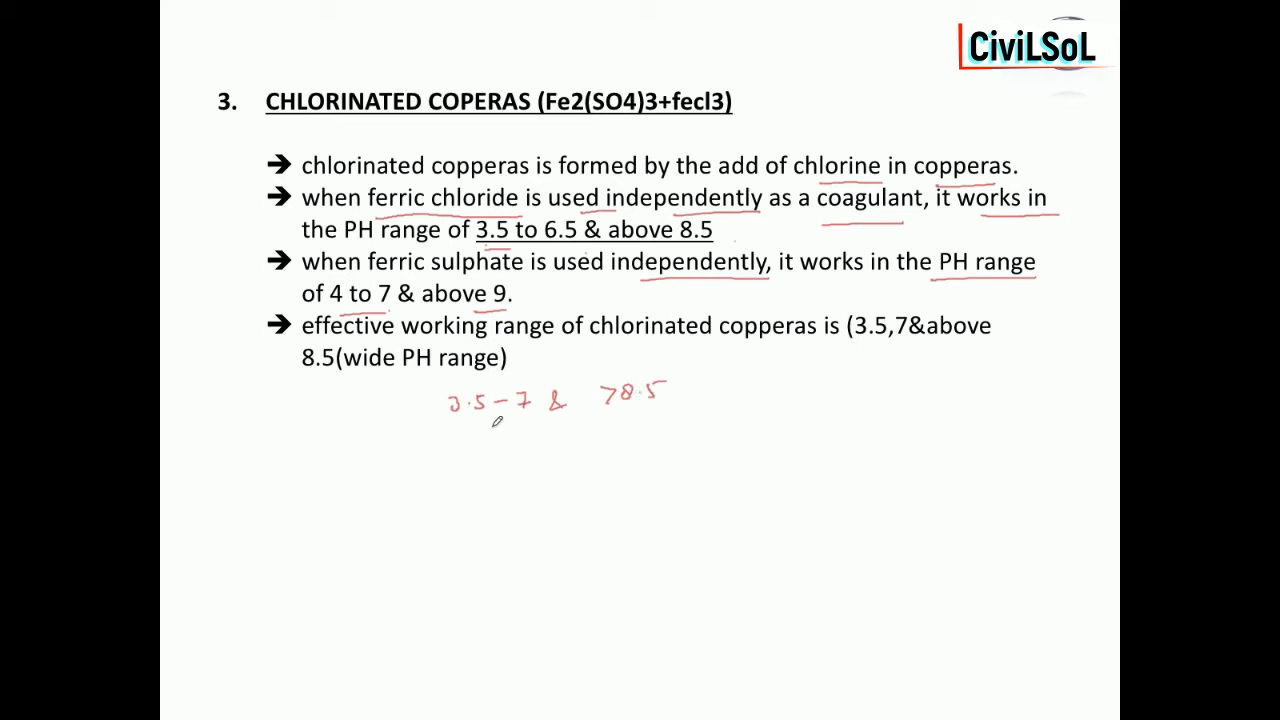 CiviLSoL
3. CHLORINATED COPERAS (Fe2(SO4)3+fecl3)
➔ chlorinated copperas is formed by the add of chlorine in copperas.
➔ when ferric chloride is used independently as a coagulant, it works in
the PH range of 3.5 to 6.5 & above 8.5
➔ when ferric sulphate is used independently, it works in the PH range
of 4 to 7 & above 9.
➔ effective working range of chlorinated copperas is (3.5,7&above
8.5(wide PH range)
3.5-7 & >8.5